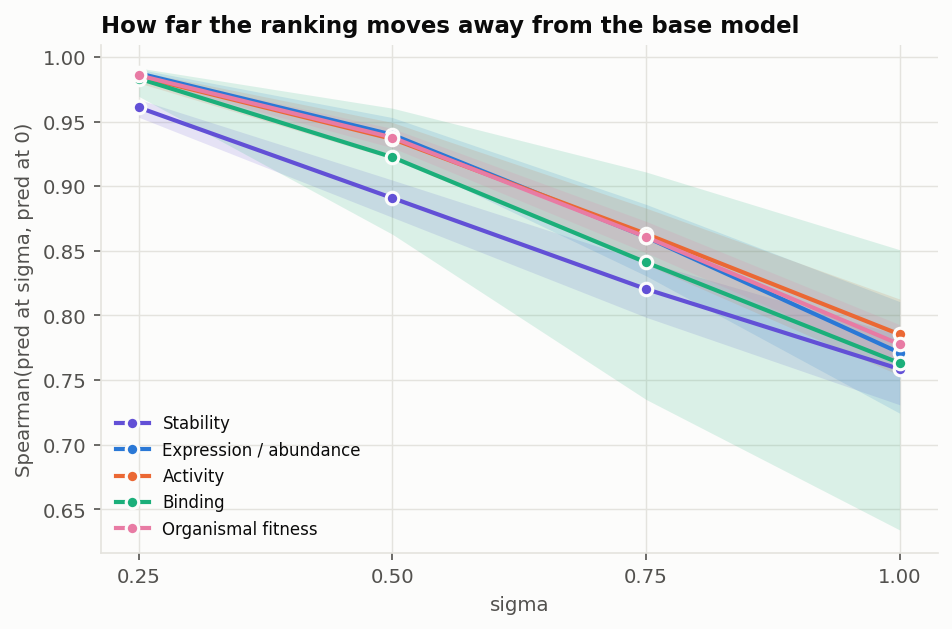 How far the ranking moves away from the base model
Spearman(pred at sigma, pred at 0)
1.00
0.95
0.90
0.85
0.80
0.75
0.70
0.65
Stability
Expression / abundance
Activity
Binding
Organismal fitness
0.25
0.50
0.75
1.00
sigma